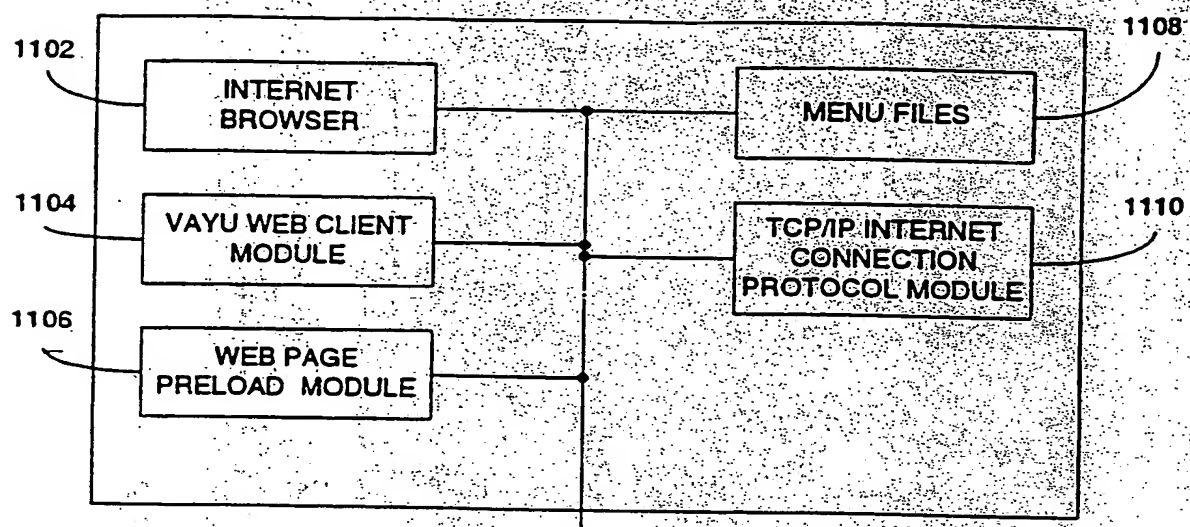 1102
INTERNET
BROWSER
1108
MENU FILES
1104
VAYU WEB CLIENT
MODULE
1110
TCP/IP INTERNET
CONNECTION
PROTOCOL MODULE
1106
WEB PAGE
PRELOAD MODULE